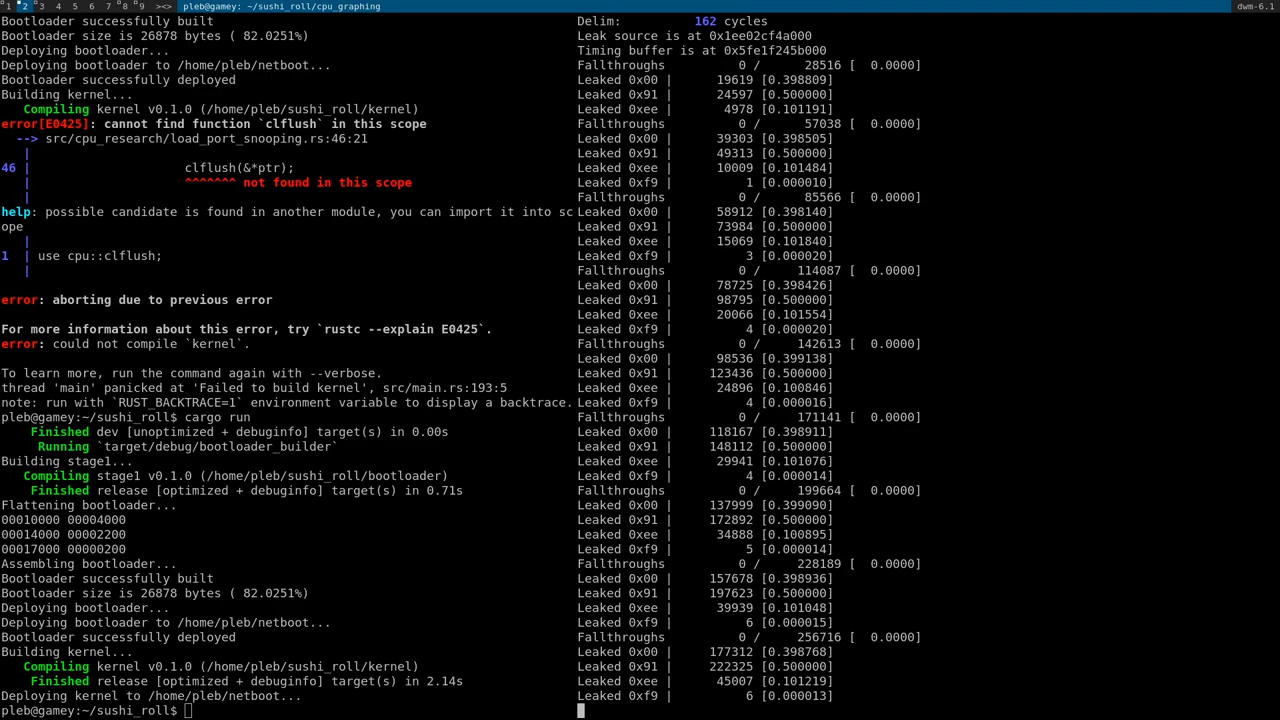 1 2 3 4 5 6 7 8 9 ><> pleb@gamey: ~/sushi_roll/cpu_graphing dwm-6.1
Bootloader successfully built
Bootloader size is 26878 bytes ( 82.0251%)
Deploying bootloader...
Deploying bootloader to /home/pleb/netboot...
Bootloader successfully deployed
Building kernel...
Compiling kernel v0.1.0 (/home/pleb/sushi_roll/kernel)
error[E0425]: cannot find function `clflush` in this scope
--> src/cpu_research/load_port_snooping.rs:46:21
|
46 | clflush(&*ptr);
| ^^^^^^^ not found in this scope
|
help: possible candidate is found in another module, you can import it into sc
ope
|
1 | use cpu::clflush;
|
error: aborting due to previous error
For more information about this error, try `rustc --explain E0425`.
error: could not compile `kernel`.
To learn more, run the command again with --verbose.
thread 'main' panicked at 'Failed to build kernel', src/main.rs:193:5
note: run with `RUST_BACKTRACE=1` environment variable to display a backtrace.
pleb@gamey:~/sushi_roll$ cargo run
Finished dev [unoptimized + debuginfo] target(s) in 0.00s
Running `target/debug/bootloader_builder`
Building stage1...
Compiling stage1 v0.1.0 (/home/pleb/sushi_roll/bootloader)
Finished release [optimized + debuginfo] target(s) in 0.71s
Flattening bootloader...
00010000 00004000
00014000 00002200
00017000 00000200
Assembling bootloader...
Bootloader successfully built
Bootloader size is 26878 bytes ( 82.0251%)
Deploying bootloader...
Deploying bootloader to /home/pleb/netboot...
Bootloader successfully deployed
Building kernel...
Compiling kernel v0.1.0 (/home/pleb/sushi_roll/kernel)
Finished release [optimized + debuginfo] target(s) in 2.14s
Deploying kernel to /home/pleb/netboot...
pleb@gamey:~/sushi_roll$
Delim: 162 cycles
Leak source is at 0x1ee02cf4a000
Timing buffer is at 0x5fe1f245b000
Fallthroughs 0 / 28516 [ 0.0000]
Leaked 0x00 | 19619 [0.398809]
Leaked 0x91 | 24597 [0.500000]
Leaked 0xee | 4978 [0.101191]
Fallthroughs 0 / 57038 [ 0.0000]
Leaked 0x00 | 39303 [0.398505]
Leaked 0x91 | 49313 [0.500000]
Leaked 0xee | 10009 [0.101484]
Leaked 0xf9 | 1 [0.000010]
Fallthroughs 0 / 85566 [ 0.0000]
Leaked 0x00 | 58912 [0.398140]
Leaked 0x91 | 73984 [0.500000]
Leaked 0xee | 15069 [0.101840]
Leaked 0xf9 | 3 [0.000020]
Fallthroughs 0 / 114087 [ 0.0000]
Leaked 0x00 | 78725 [0.398426]
Leaked 0x91 | 98795 [0.500000]
Leaked 0xee | 20066 [0.101554]
Leaked 0xf9 | 4 [0.000020]
Fallthroughs 0 / 142613 [ 0.0000]
Leaked 0x00 | 98536 [0.399138]
Leaked 0x91 | 123436 [0.500000]
Leaked 0xee | 24896 [0.100846]
Leaked 0xf9 | 4 [0.000016]
Fallthroughs 0 / 171141 [ 0.0000]
Leaked 0x00 | 118167 [0.398911]
Leaked 0x91 | 148112 [0.500000]
Leaked 0xee | 29941 [0.101076]
Leaked 0xf9 | 4 [0.000014]
Fallthroughs 0 / 199664 [ 0.0000]
Leaked 0x00 | 137999 [0.399090]
Leaked 0x91 | 172892 [0.500000]
Leaked 0xee | 34888 [0.100895]
Leaked 0xf9 | 5 [0.000014]
Fallthroughs 0 / 228189 [ 0.0000]
Leaked 0x00 | 157678 [0.398936]
Leaked 0x91 | 197623 [0.500000]
Leaked 0xee | 39939 [0.101048]
Leaked 0xf9 | 6 [0.000015]
Fallthroughs 0 / 256716 [ 0.0000]
Leaked 0x00 | 177312 [0.398768]
Leaked 0x91 | 222325 [0.500000]
Leaked 0xee | 45007 [0.101219]
Leaked 0xf9 | 6 [0.000013]